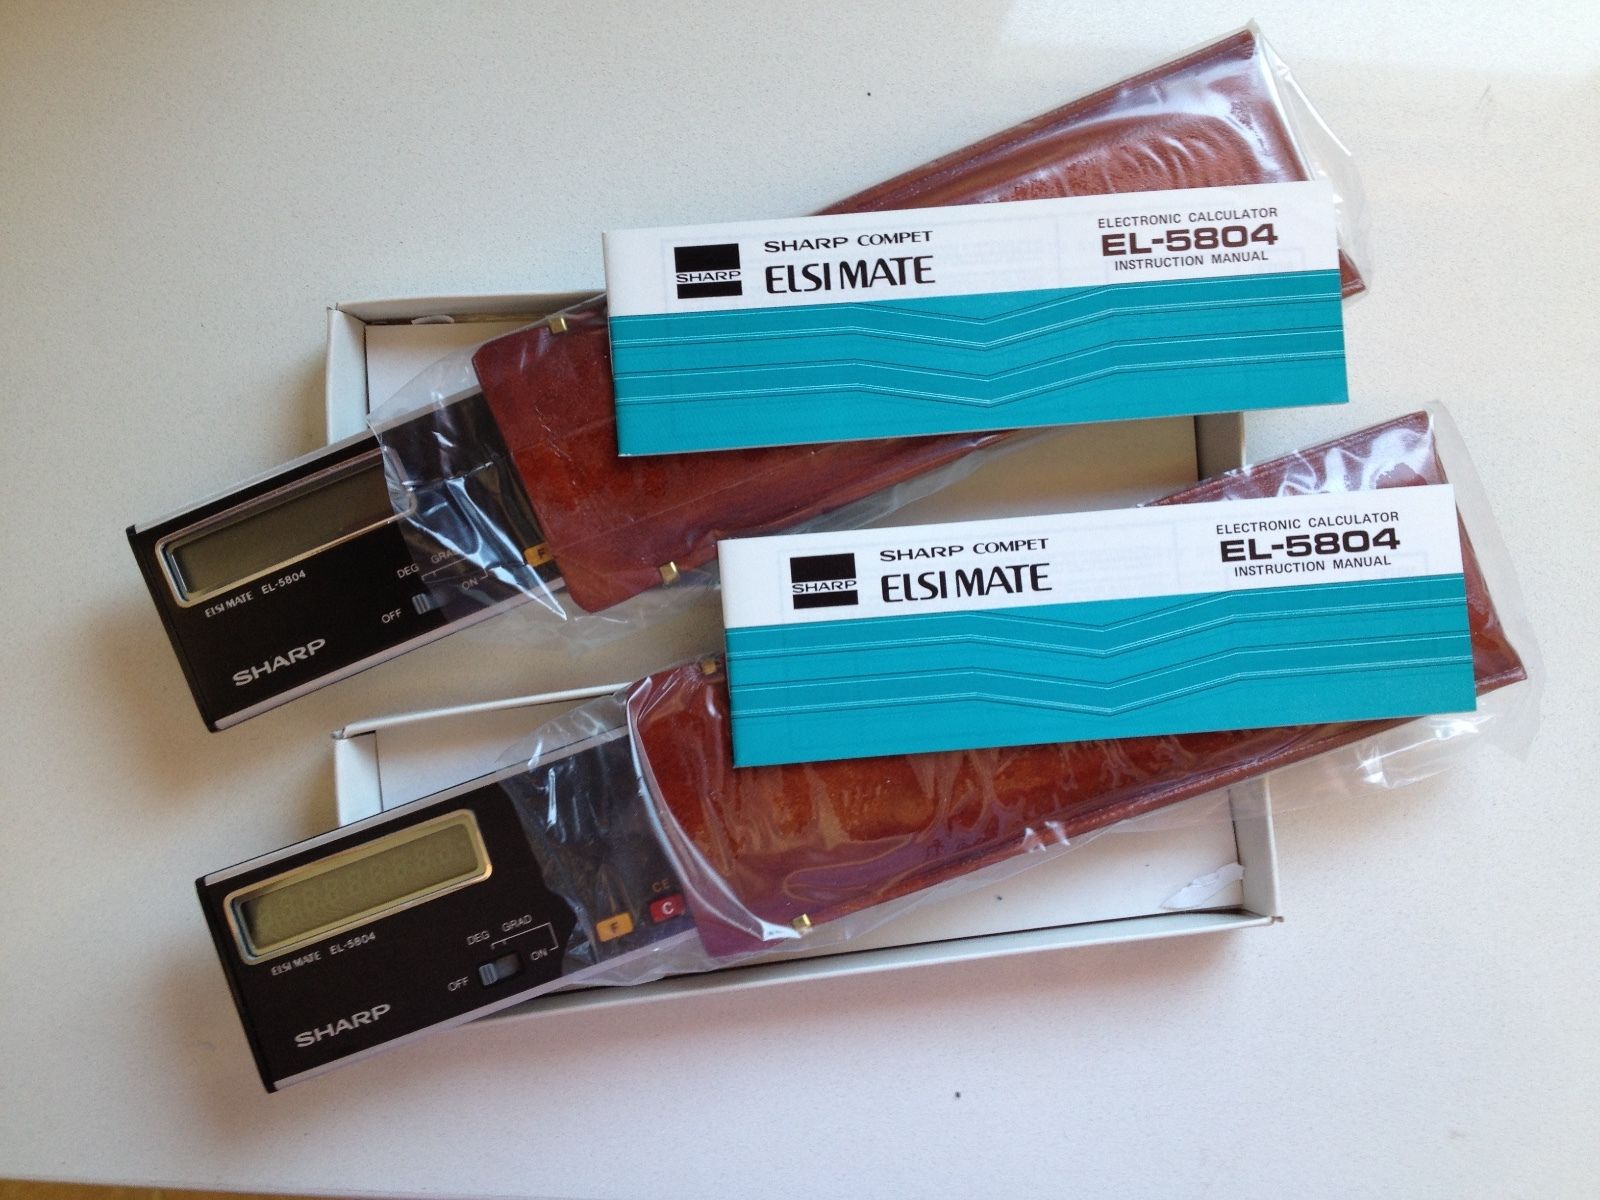 SHARP
SHARP COMPET
ELSI MATE
ELECTRONIC CALCULATOR
EL-5804
INSTRUCTION MANUAL
ELSI MATE EL-5804
DEG GRAD
OFF ON
F
SHARP
SHARP
SHARP COMPET
ELSI MATE
ELECTRONIC CALCULATOR
EL-5804
INSTRUCTION MANUAL
ELSI MATE EL-5804
DEG GRAD
OFF ON
CE
F C
SHARP